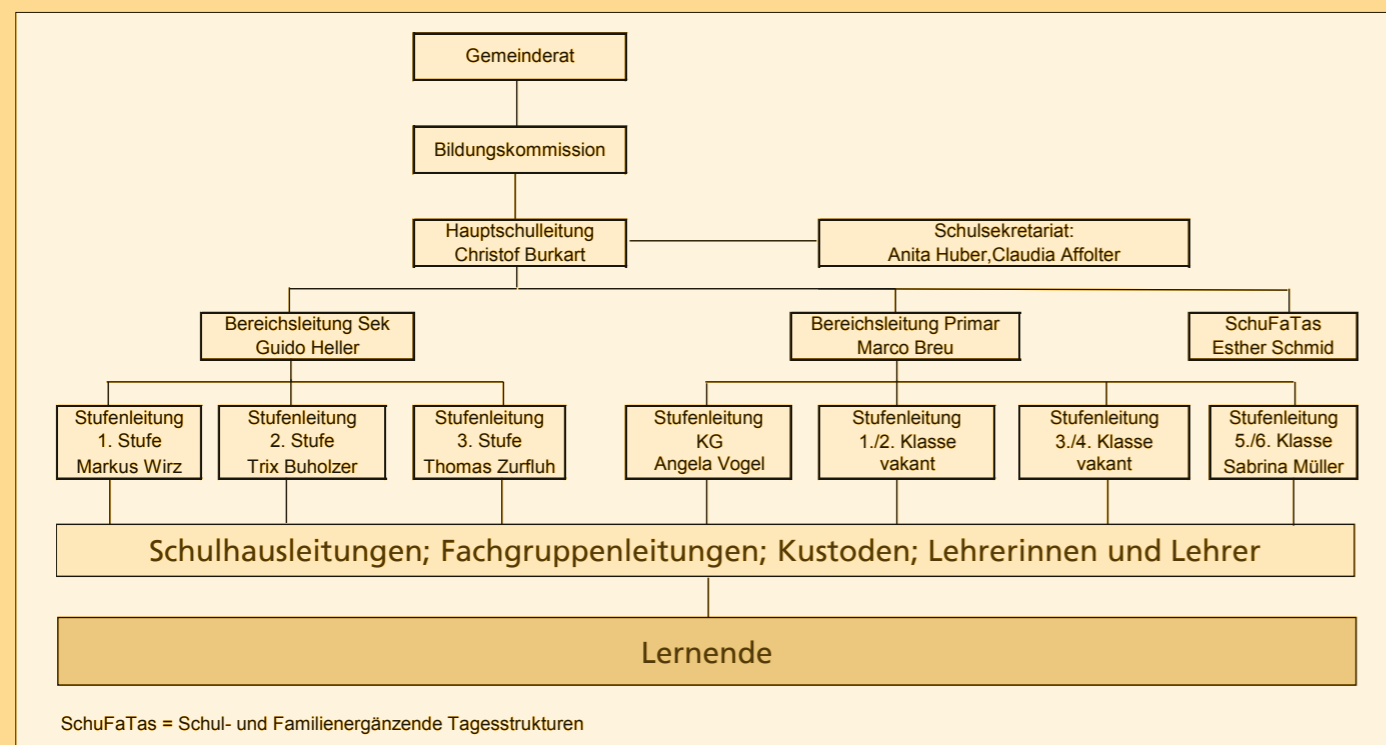 Gemeinderat
Bildungskommission
Hauptschulleitung
Christof Burkart
Schulsekretariat:
Anita Huber,Claudia Affolter
Bereichsleitung Sek
Guido Heller
Bereichsleitung Primar
Marco Breu
SchuFaTas
Esther Schmid
Stufenleitung
1. Stufe
Markus Wirz
Stufenleitung
2. Stufe
Trix Buholzer
Stufenleitung
3. Stufe
Thomas Zurfluh
Stufenleitung
KG
Angela Vogel
Stufenleitung
1./2. Klasse
vakant
Stufenleitung
3./4. Klasse
vakant
Stufenleitung
5./6. Klasse
Sabrina Müller
Schulhausleitungen; Fachgruppenleitungen; Kustoden; Lehrerinnen und Lehrer
Lernende
SchuFaTas = Schul- und Familienergänzende Tagesstrukturen